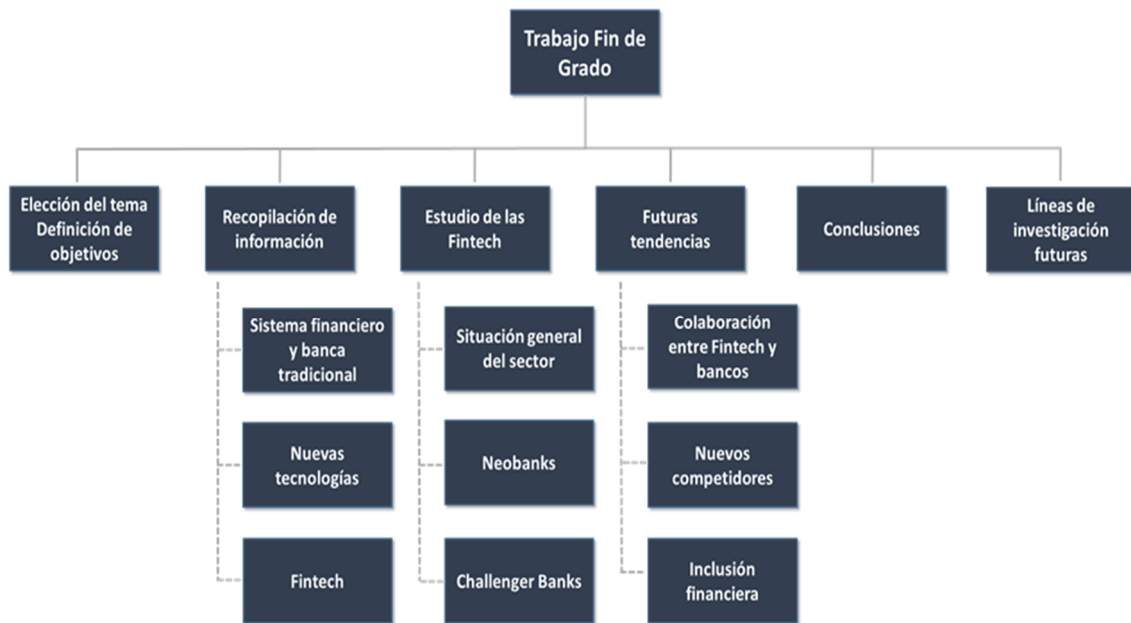 Trabajo Fin de
Grado
Elección del tema
Definición de
objetivos
Recopilación de
información
Estudio de las
Fintech
Futuras
tendencias
Conclusiones
Líneas de
investigación
futuras
Sistema financiero
y banca
tradicional
Situación general
del sector
Colaboración
entre Fintech y
bancos
Nuevas
tecnologías
Neobanks
Nuevos
competidores
Fintech
Challenger Banks
Inclusión
financiera